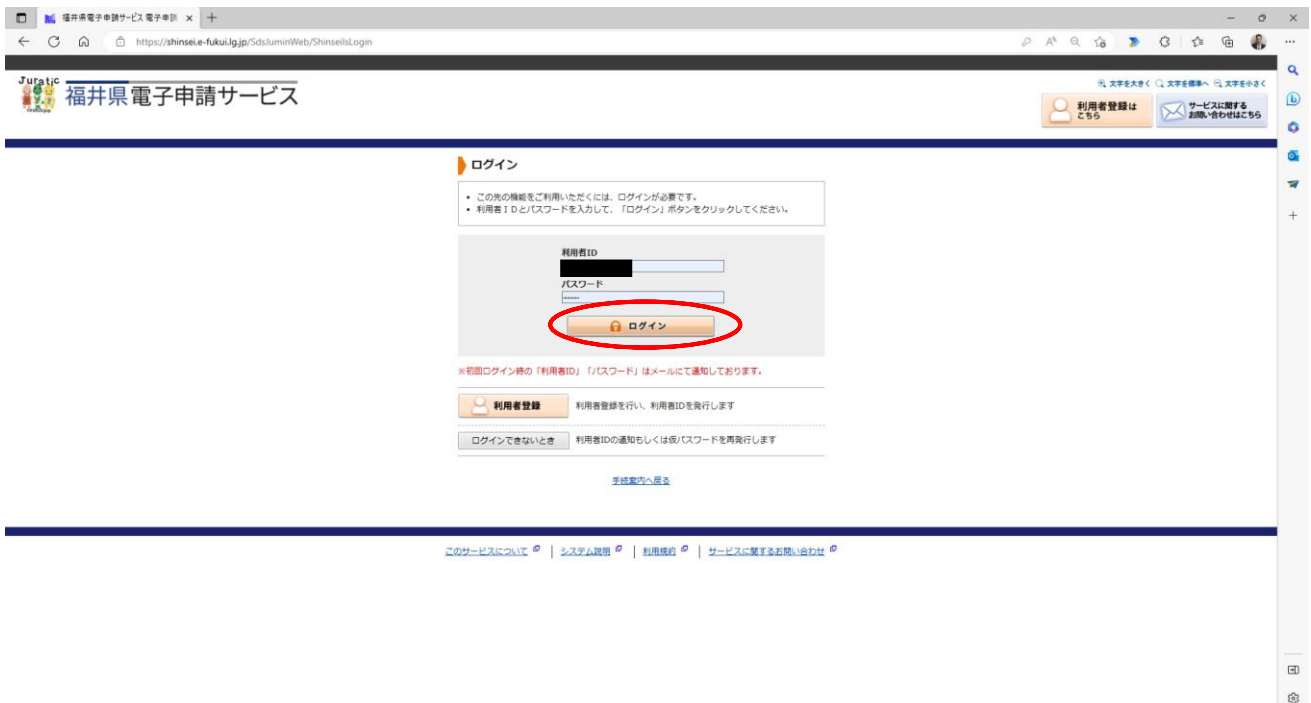 福井県電子申請サービス 電子申
https://shinsei.e-fukui.lg.jp/SdsJuminWeb/ShinseiIsLogin
Juratic
福井県電子申請サービス
文字を大きく 文字を標準へ 文字を小さく
利用者登録は
こちら
サービスに関する
お問い合わせはこちら
ログイン
• この先の機能をご利用いただくには、ログインが必要です。
• 利用者IDとパスワードを入力して、「ログイン」ボタンをクリックしてください。
利用者ID
パスワード
ログイン
※初回ログイン時の「利用者ID」「パスワード」はメールにて通知しております。
利用者登録 利用者登録を行い、利用者IDを発行します
ログインできないとき 利用者IDの通知もしくは仮パスワードを再発行します
手続案内へ戻る
このサービスについて | システム説明 | 利用規約 | サービスに関するお問い合わせ